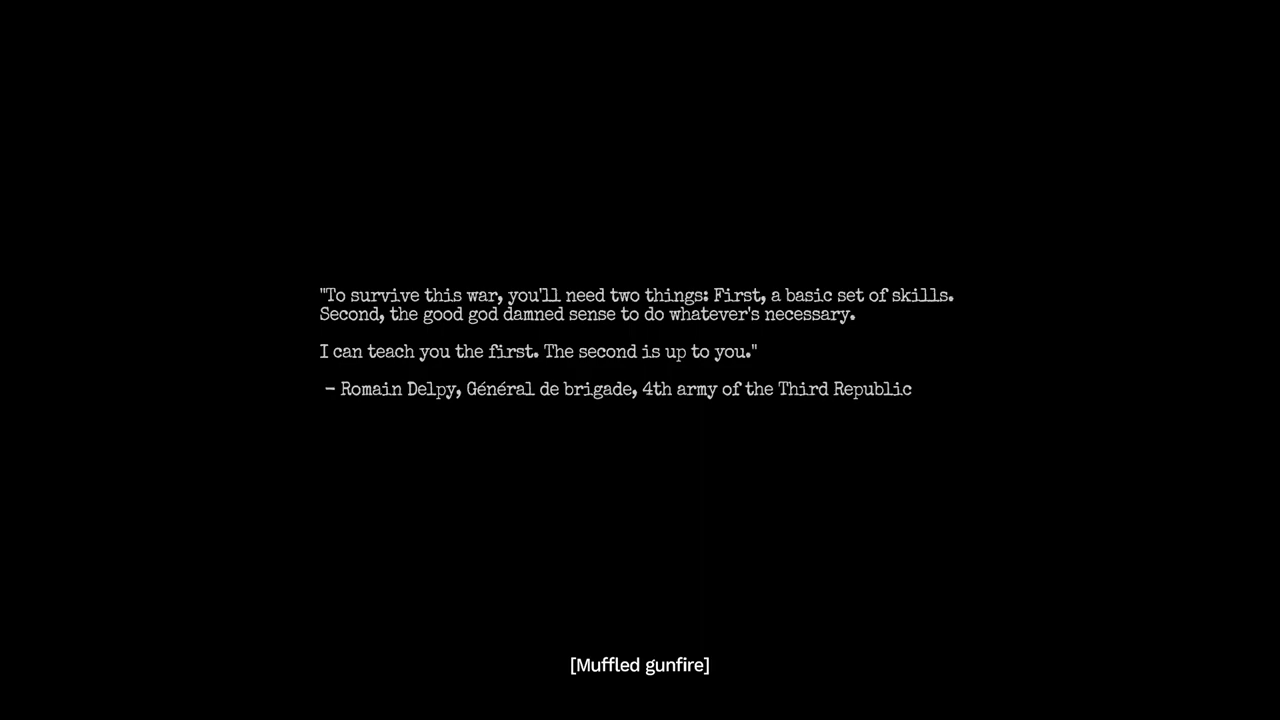 "To survive this war, you'll need two things: First, a basic set of skills.
Second, the good god damned sense to do whatever's necessary.
I can teach you the first. The second is up to you."
– Romain Delpy, Général de brigade, 4th army of the Third Republic
[Muffled gunfire]